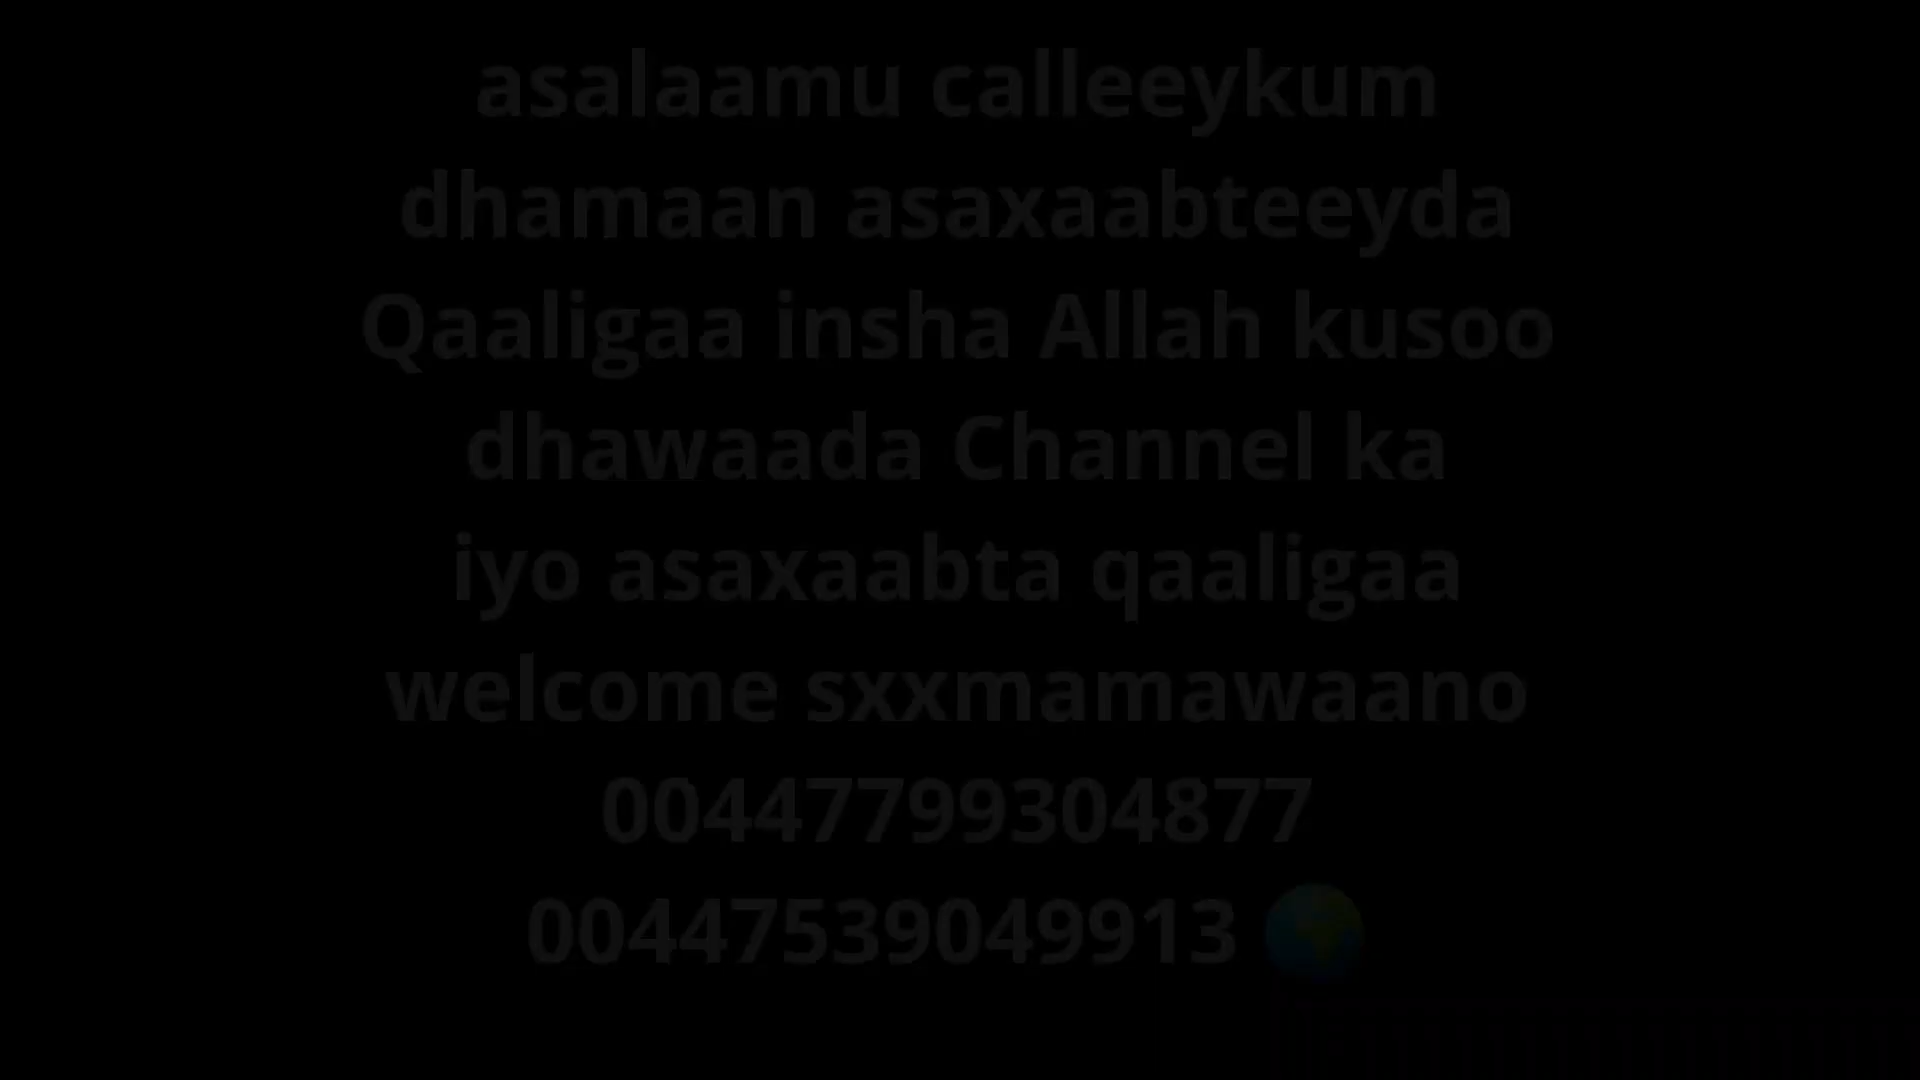 asalaamu calleeykum
dhamaan asaxaabteeyda
Qaaligaa insha Allah kusoo
dhawaada Channel ka
iyo asaxaabta qaaligaa
welcome sxxmamawaano
00447799304877
00447539049913 🌍